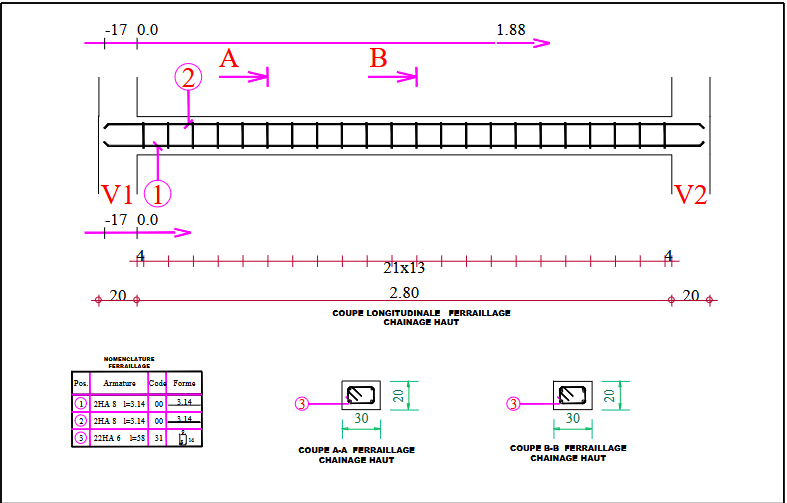 -17 0.0 1.88
A B
2
V1 1 V2
-17 0.0
4 4
21x13
20 2.80 20
COUPE LONGITUDINALE FERRAILLAGE
CHAINAGE HAUT
NOMENCLATURE
FERRAILLAGE
Pos. Armature Code Forme
1 2HA 8 l=3.14 00 3.14
2 2HA 8 l=3.14 00 3.14
3 22HA 6 l=58 31 14
3 20
30
COUPE A-A FERRAILLAGE
CHAINAGE HAUT
3 20
30
COUPE B-B FERRAILLAGE
CHAINAGE HAUT